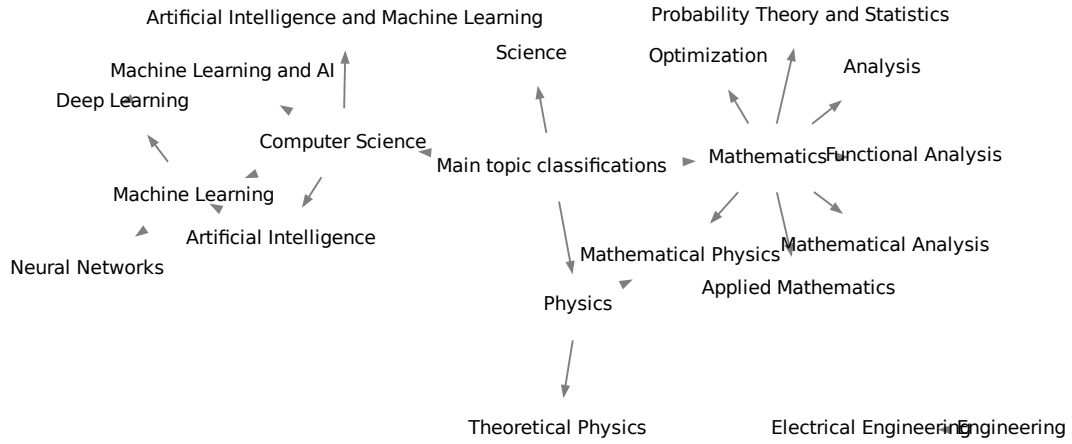 Probability Theory and Statistics
Artificial Intelligence and Machine Learning
Science
Optimization
Analysis
Machine Learning and AI
Deep Learning
Computer Science
Main topic classifications
Mathematics
Functional Analysis
Machine Learning
Artificial Intelligence
Mathematical Analysis
Mathematical Physics
Neural Networks
Applied Mathematics
Physics
Theoretical Physics
Electrical Engineering
Engineering